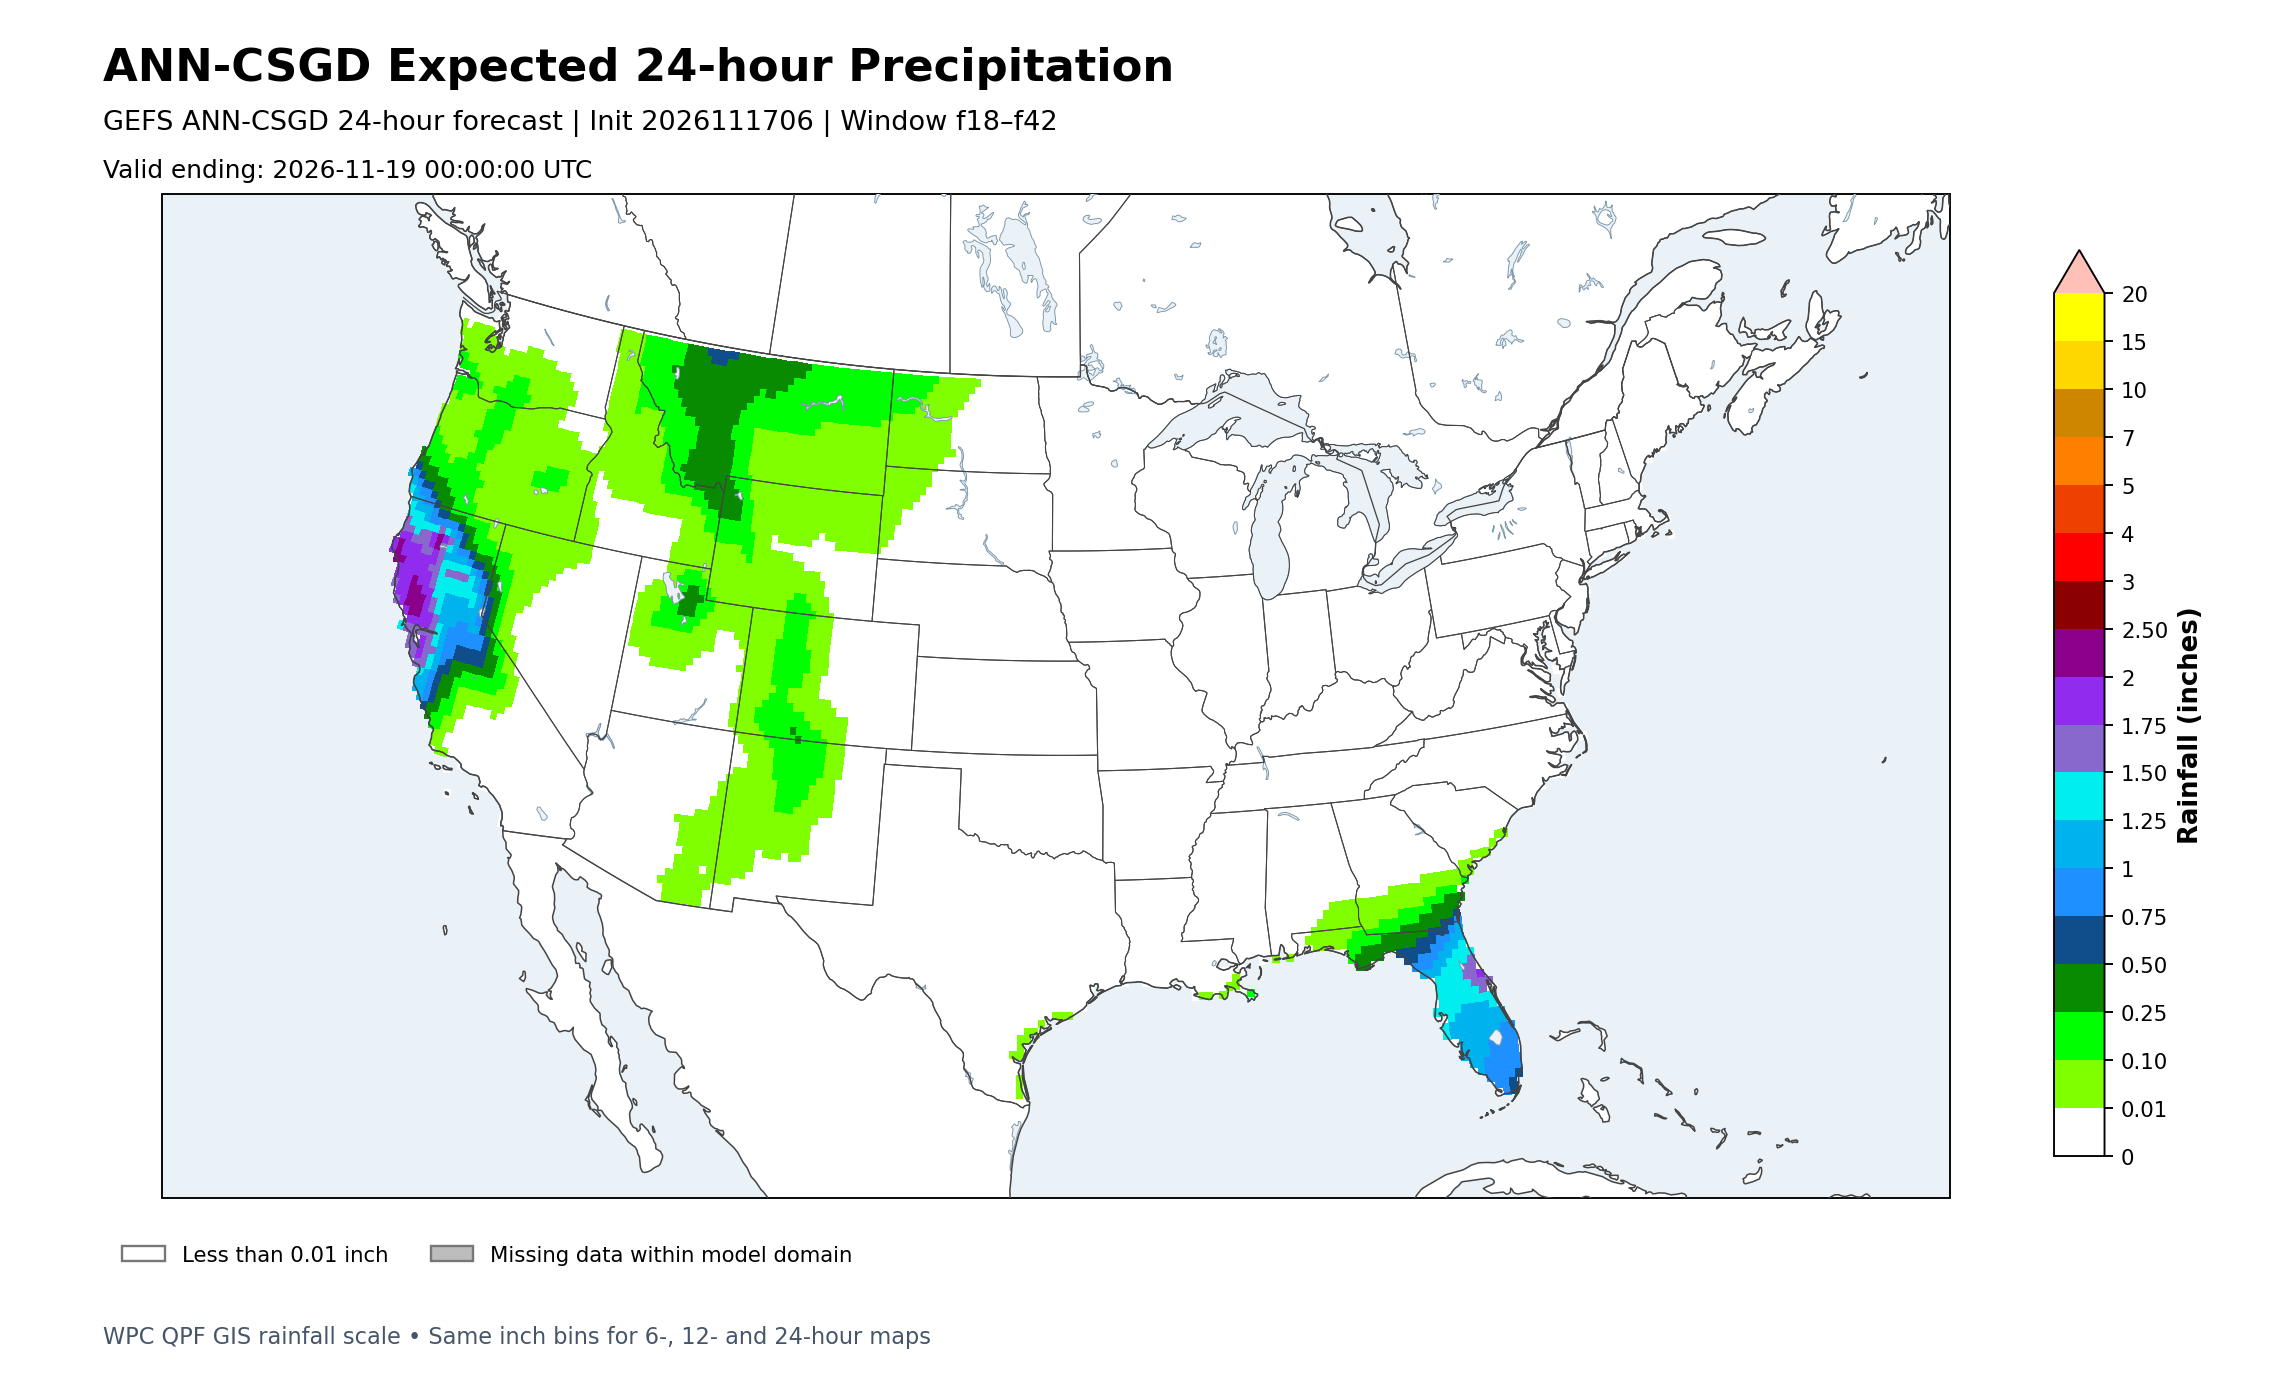 ANN-CSGD Expected 24-hour Precipitation
GEFS ANN-CSGD 24-hour forecast | Init 2026111706 | Window f18–f42
Valid ending: 2026-11-19 00:00:00 UTC
20
15
10
7
5
4
3
2.50
2
1.75
1.50
1.25
1
0.75
0.50
0.25
0.10
0.01
0
Rainfall (inches)
Less than 0.01 inch
Missing data within model domain
WPC QPF GIS rainfall scale • Same inch bins for 6-, 12- and 24-hour maps